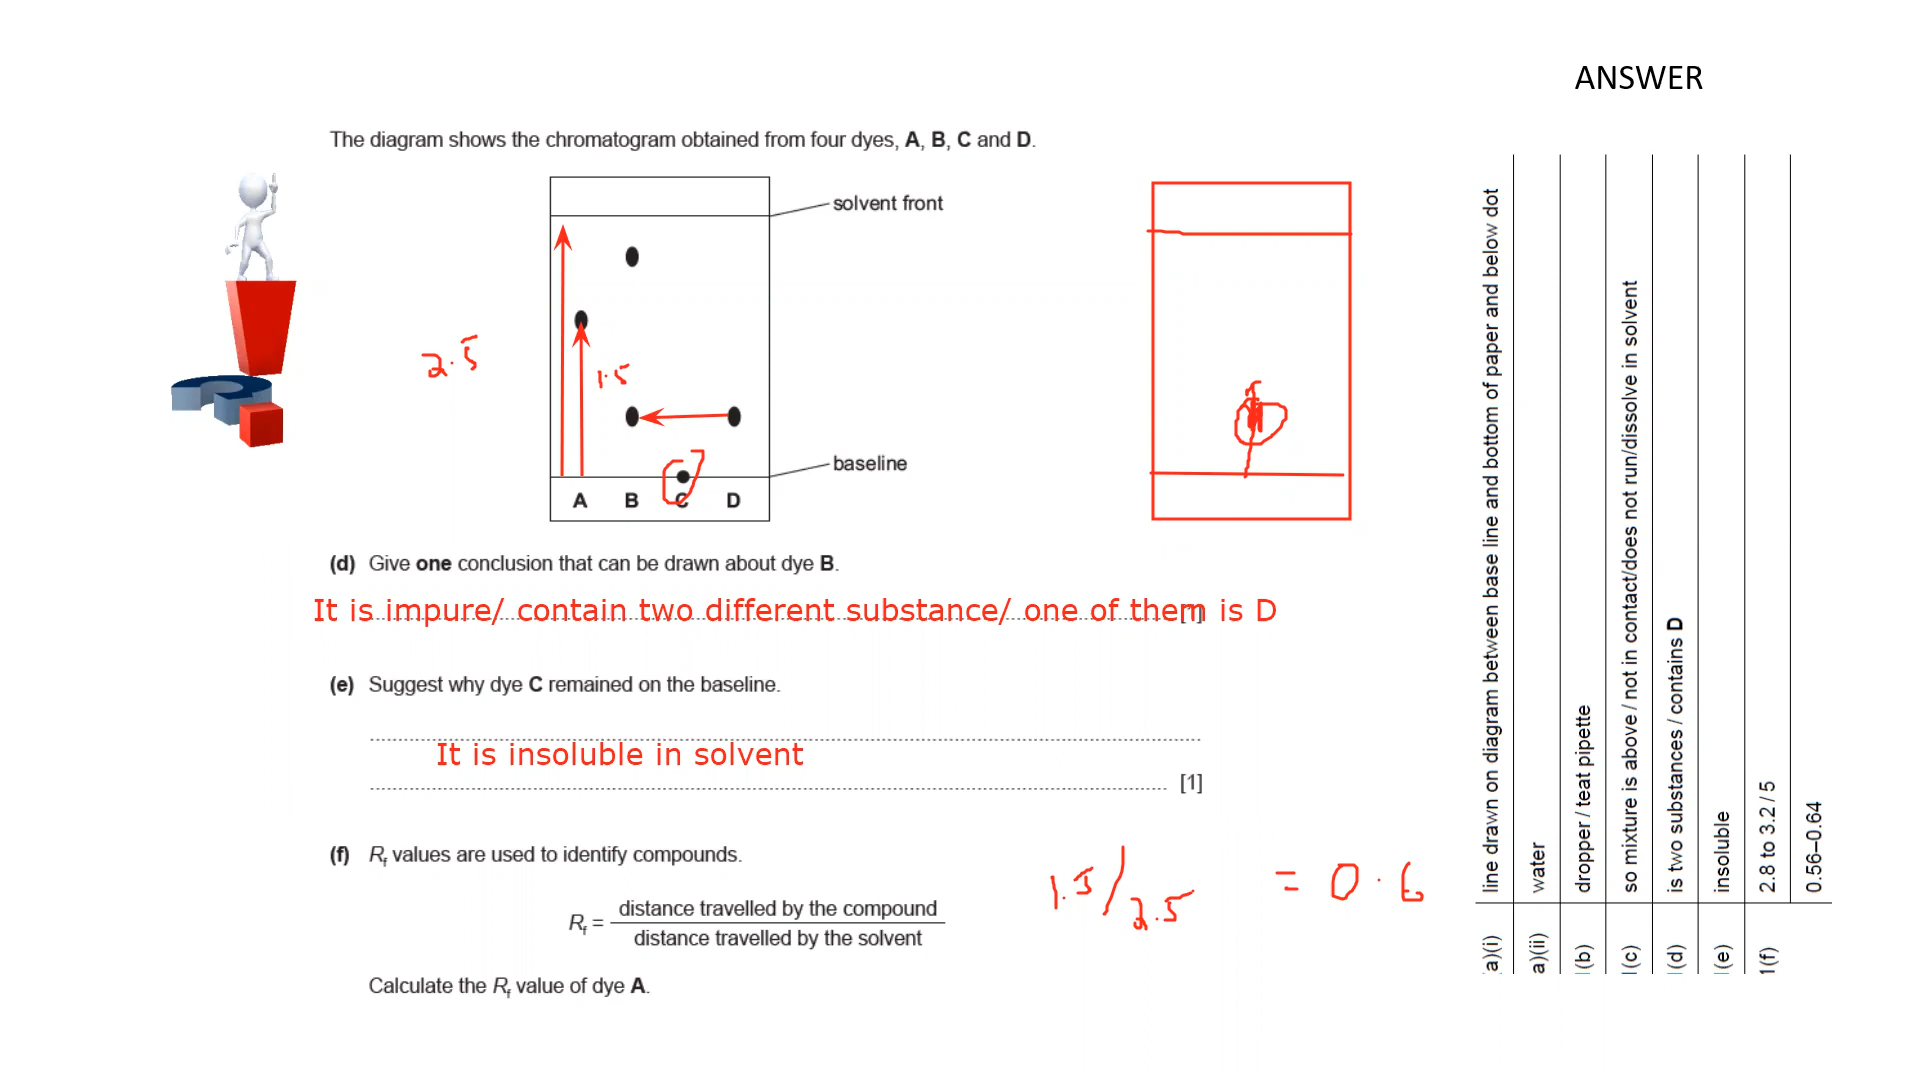 ANSWER
The diagram shows the chromatogram obtained from four dyes, A, B, C and D.
solvent front
2.5
1.5
baseline
A B C D
(d) Give one conclusion that can be drawn about dye B.
It is impure/ contain two different substance/ one of them is D
[1]
(e) Suggest why dye C remained on the baseline.
It is insoluble in solvent
[1]
(f) Rf values are used to identify compounds.
Rf = distance travelled by the compound
distance travelled by the solvent
1.5/2.5 = 0.6
Calculate the Rf value of dye A.
a)(i) line drawn on diagram between base line and bottom of paper and below dot
a)(ii) water
(b) dropper / teat pipette
(c) so mixture is above / not in contact/does not run/dissolve in solvent
(d) is two substances / contains D
(e) insoluble
1(f) 2.8 to 3.2 / 5
0.56–0.64